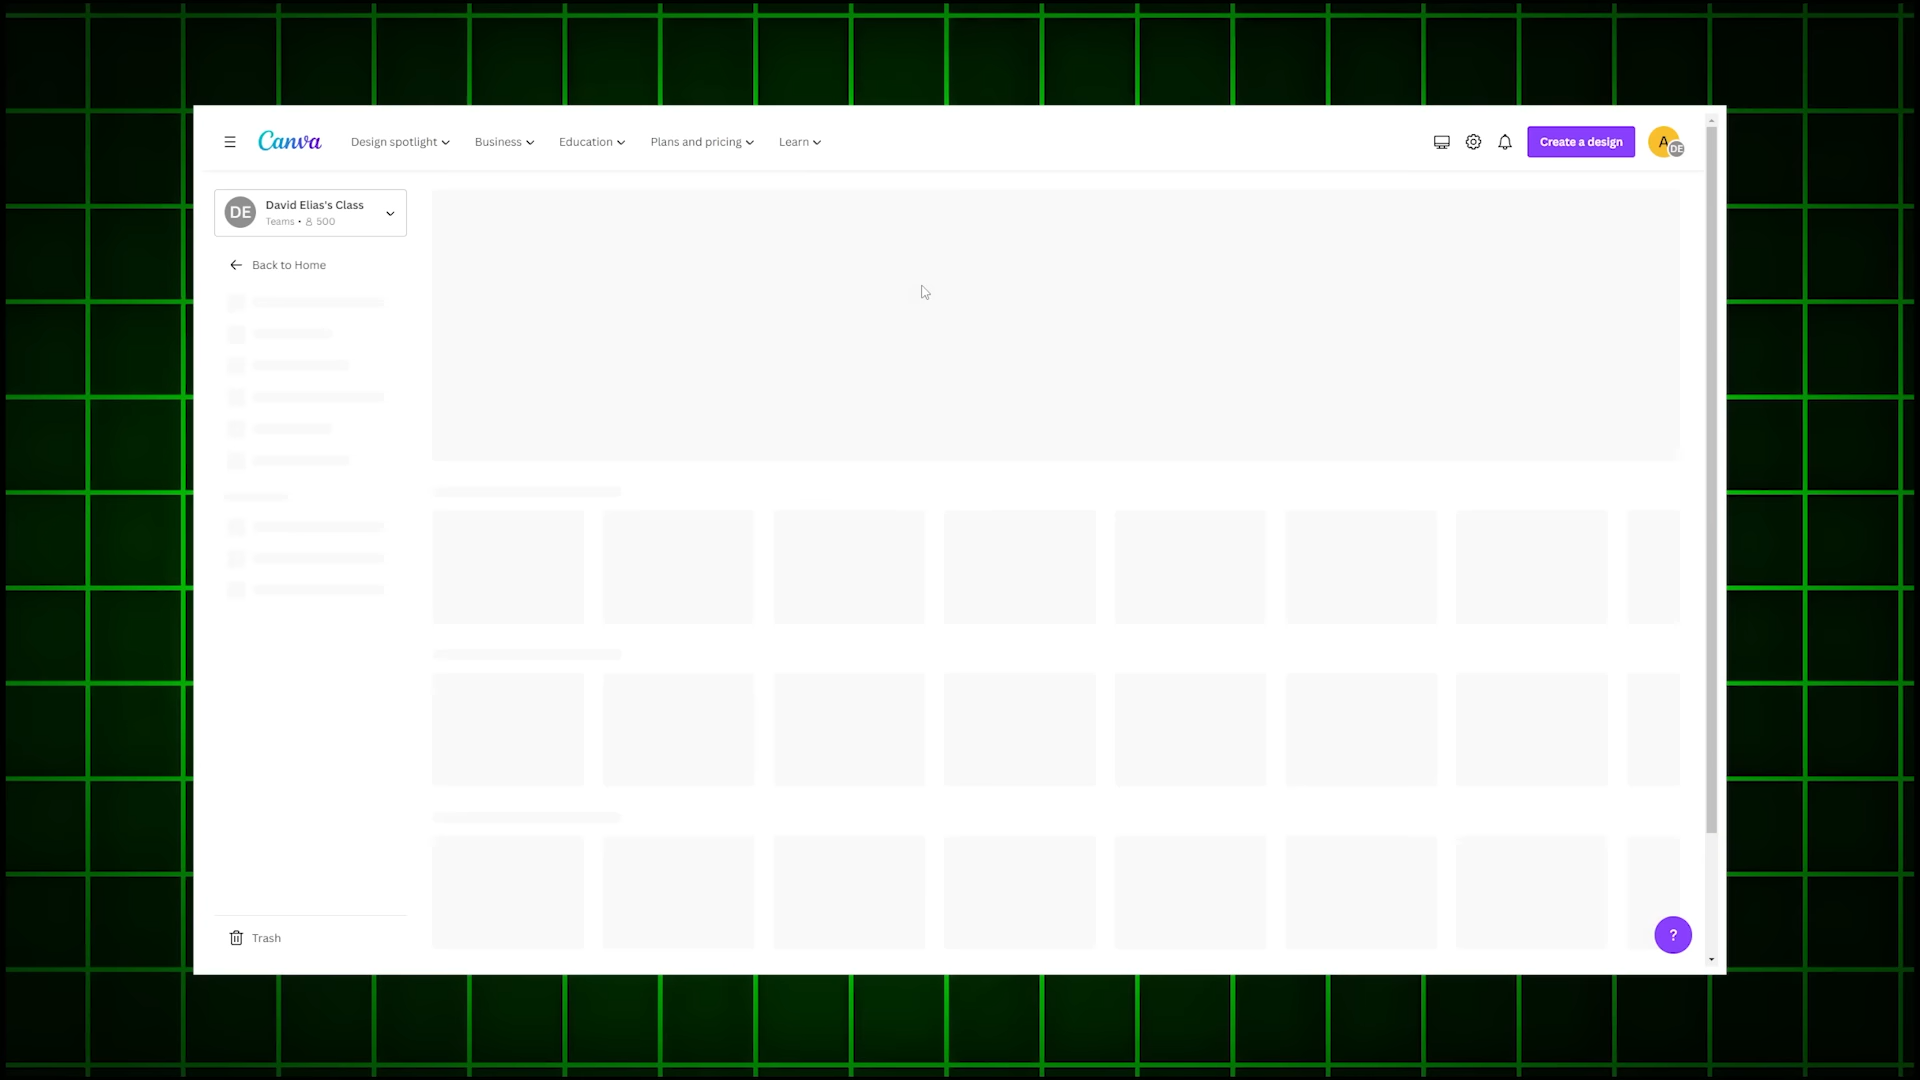 Canva
Design spotlight
Business
Education
Plans and pricing
Learn
Create a design
A
DE
DE
David Elias's Class
Teams • 500
Back to Home
Trash
?